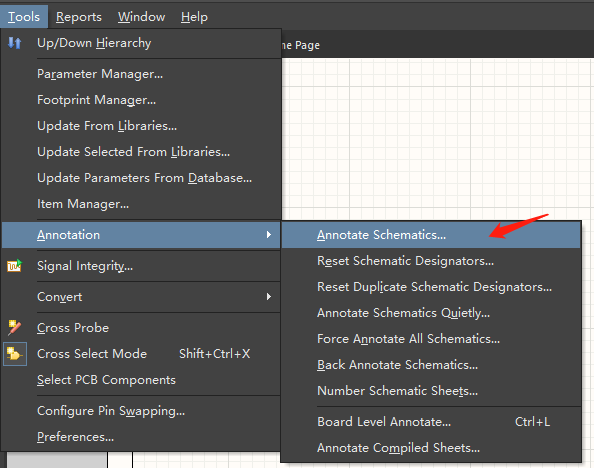 Tools Reports Window Help
Up/Down Hierarchy
me Page
Parameter Manager...
Footprint Manager...
Update From Libraries...
Update Selected From Libraries...
Update Parameters From Database...
Item Manager...
Annotation
Signal Integrity...
Convert
Cross Probe
Cross Select Mode Shift+Ctrl+X
Select PCB Components
Configure Pin Swapping...
Preferences...
Annotate Schematics...
Reset Schematic Designators...
Reset Duplicate Schematic Designators...
Annotate Schematics Quietly...
Force Annotate All Schematics...
Back Annotate Schematics...
Number Schematic Sheets...
Board Level Annotate... Ctrl+L
Annotate Compiled Sheets...